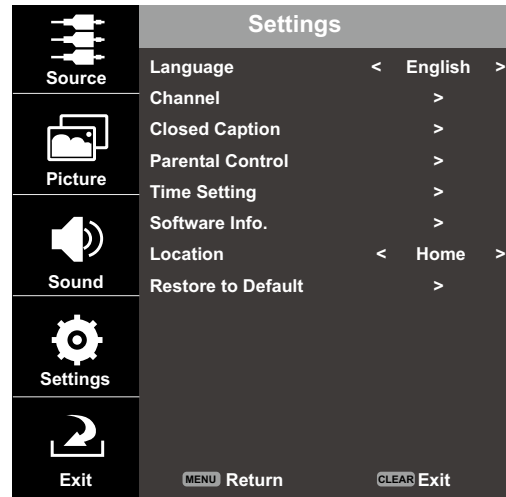 Source
Picture
Sound
Settings
Exit
Settings
Language < English >
Channel >
Closed Caption >
Parental Control >
Time Setting >
Software Info. >
Location < Home >
Restore to Default >
MENU Return CLEAR Exit